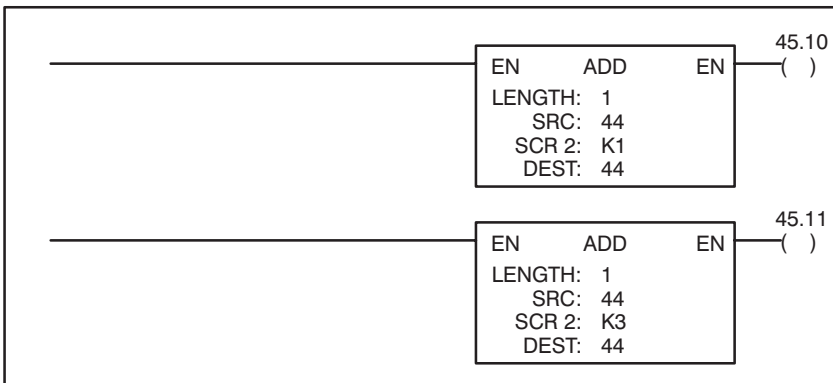 45.10
EN ADD EN ( )
LENGTH: 1
SRC: 44
SCR 2: K1
DEST: 44
45.11
EN ADD EN ( )
LENGTH: 1
SRC: 44
SCR 2: K3
DEST: 44